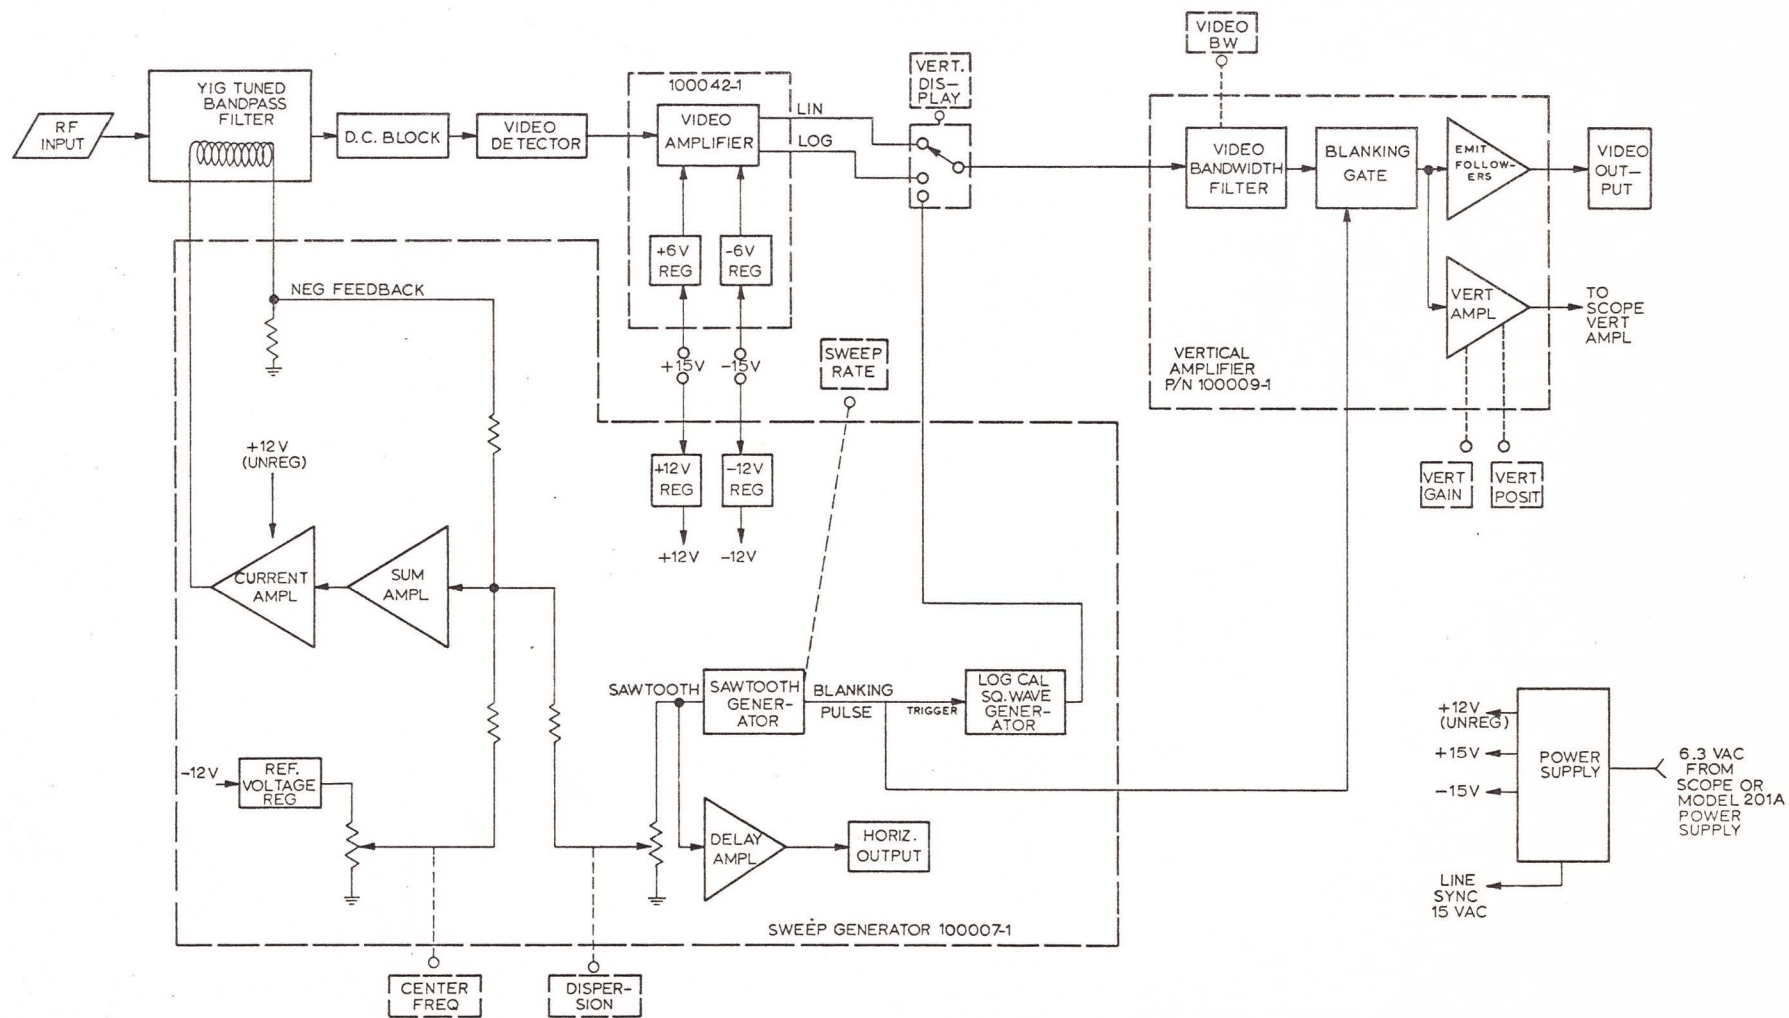 VIDEO
BW
VERT.
DIS-
PLAY
YIG TUNED
BANDPASS
FILTER
100042-1
RF
INPUT
D.C. BLOCK
VIDEO
DETECTOR
VIDEO
AMPLIFIER
LIN
LOG
VIDEO
BANDWIDTH
FILTER
BLANKING
GATE
EMIT
FOLLOW-
ERS
VIDEO
OUT-
PUT
+6V
REG
-6V
REG
NEG FEEDBACK
VERT
AMPL
TO
SCOPE
VERT
AMPL
VERTICAL
AMPLIFIER
P/N 100009-1
+15V
-15V
SWEEP
RATE
+12V
(UNREG)
+12V
REG
-12V
REG
VERT
GAIN
VERT
POSIT
+12V
-12V
CURRENT
AMPL
SUM
AMPL
SAWTOOTH
SAWTOOTH
GENER-
ATOR
BLANKING
PULSE
TRIGGER
LOG CAL
SQ. WAVE
GENER-
ATOR
-12V
REF.
VOLTAGE
REG
DELAY
AMPL
HORIZ.
OUTPUT
+12V
(UNREG)
+15V
-15V
POWER
SUPPLY
6.3 VAC
FROM
SCOPE OR
MODEL 201A
POWER
SUPPLY
LINE
SYNC
15 VAC
SWEEP GENERATOR 100007-1
CENTER
FREQ
DISPER-
SION